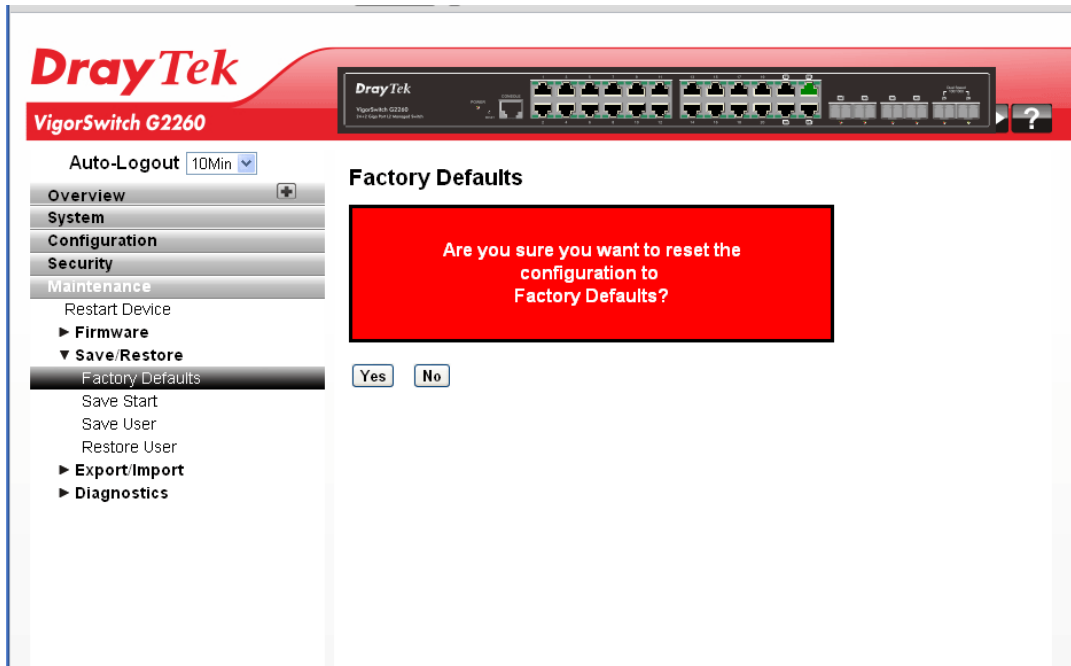 DrayTek
VigorSwitch G2260
DrayTek
VigorSwitch G2260
CONSOLE
POWER
?
Auto-Logout 10Min
Overview
System
Configuration
Security
Maintenance
Restart Device
Firmware
Save/Restore
Factory Defaults
Save Start
Save User
Restore User
Export/Import
Diagnostics
Factory Defaults
Are you sure you want to reset the
configuration to
Factory Defaults?
Yes No